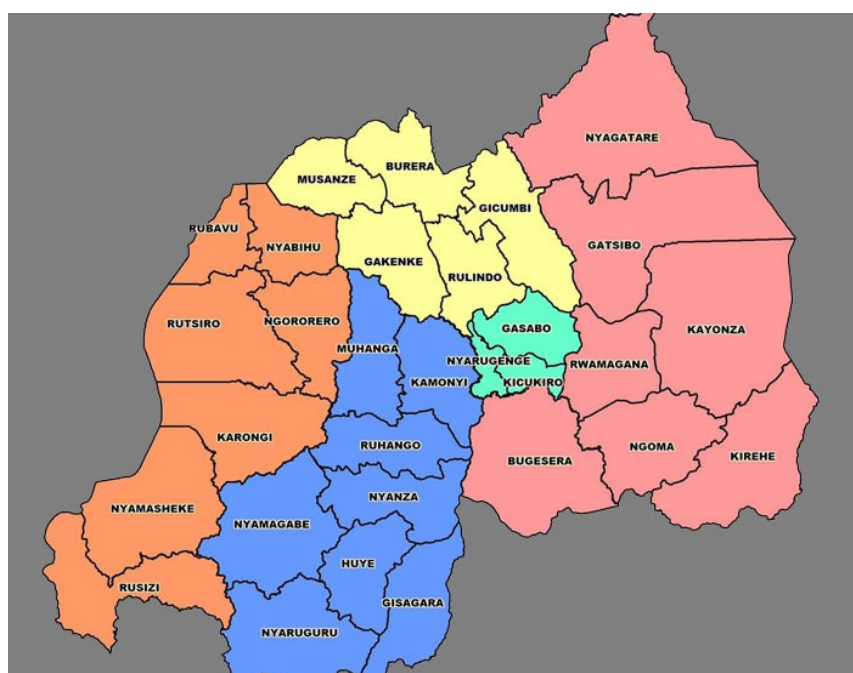 NYAGATARE
BURERA
MUSANZE
GICUMBI
RUBAVU
NYABIHU
GATSIBO
GAKENKE
RULINDO
RUTSIRO
NGORORERO
GASABO
KAYONZA
MUHANGA
NYARUGENGE
RWAMAGANA
KAMONYI
KICUKIRO
KARONGI
RUHANGO
NGOMA
KIREHE
BUGESERA
NYANZA
NYAMASHEKE
NYAMAGABE
HUYE
RUSIZI
GISAGARA
NYARUGURU